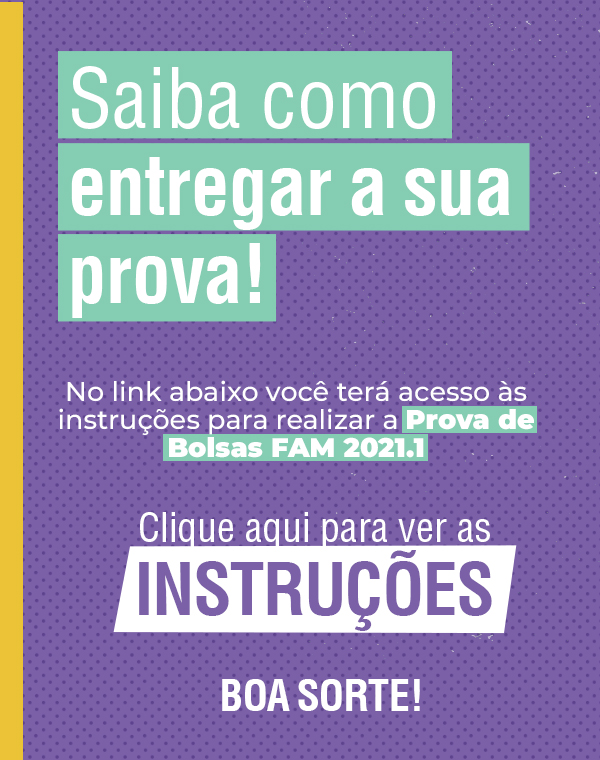 Saiba como
entregar a sua
prova!
No link abaixo você terá acesso às
instruções para realizar a Prova de
Bolsas FAM 2021.1
Clique aqui para ver as
INSTRUÇÕES
BOA SORTE!